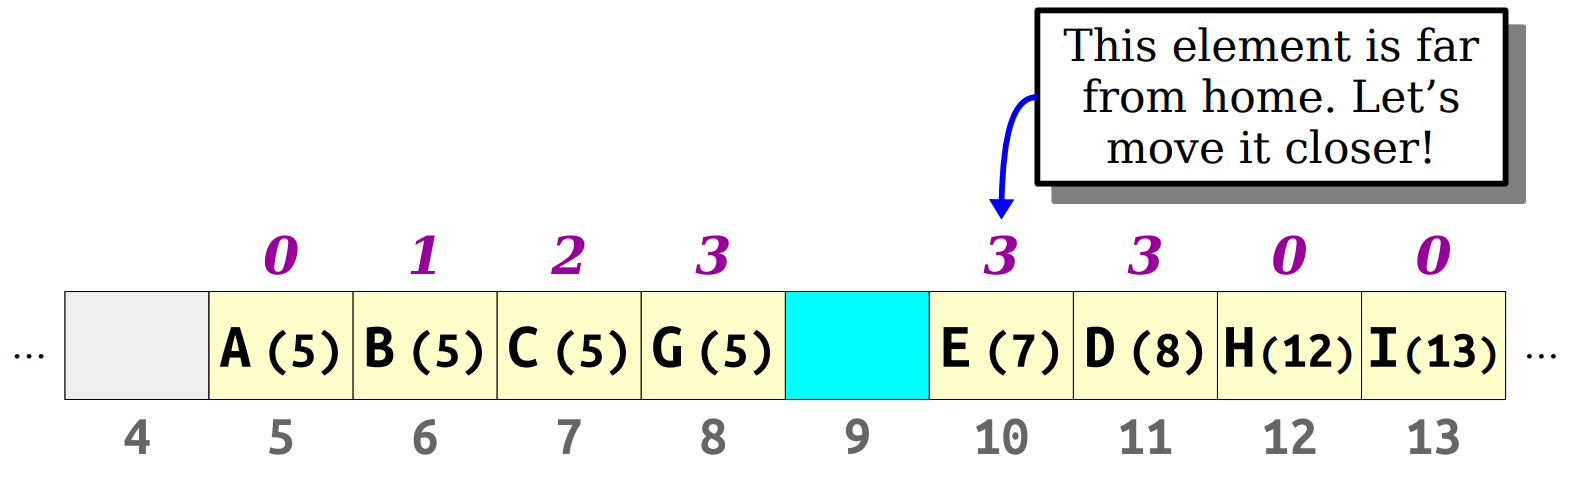 This element is far
from home. Let’s
move it closer!
0 1 2 3 3 3 0 0
... A (5) B (5) C (5) G (5) E (7) D (8) H(12) I(13) ...
4 5 6 7 8 9 10 11 12 13